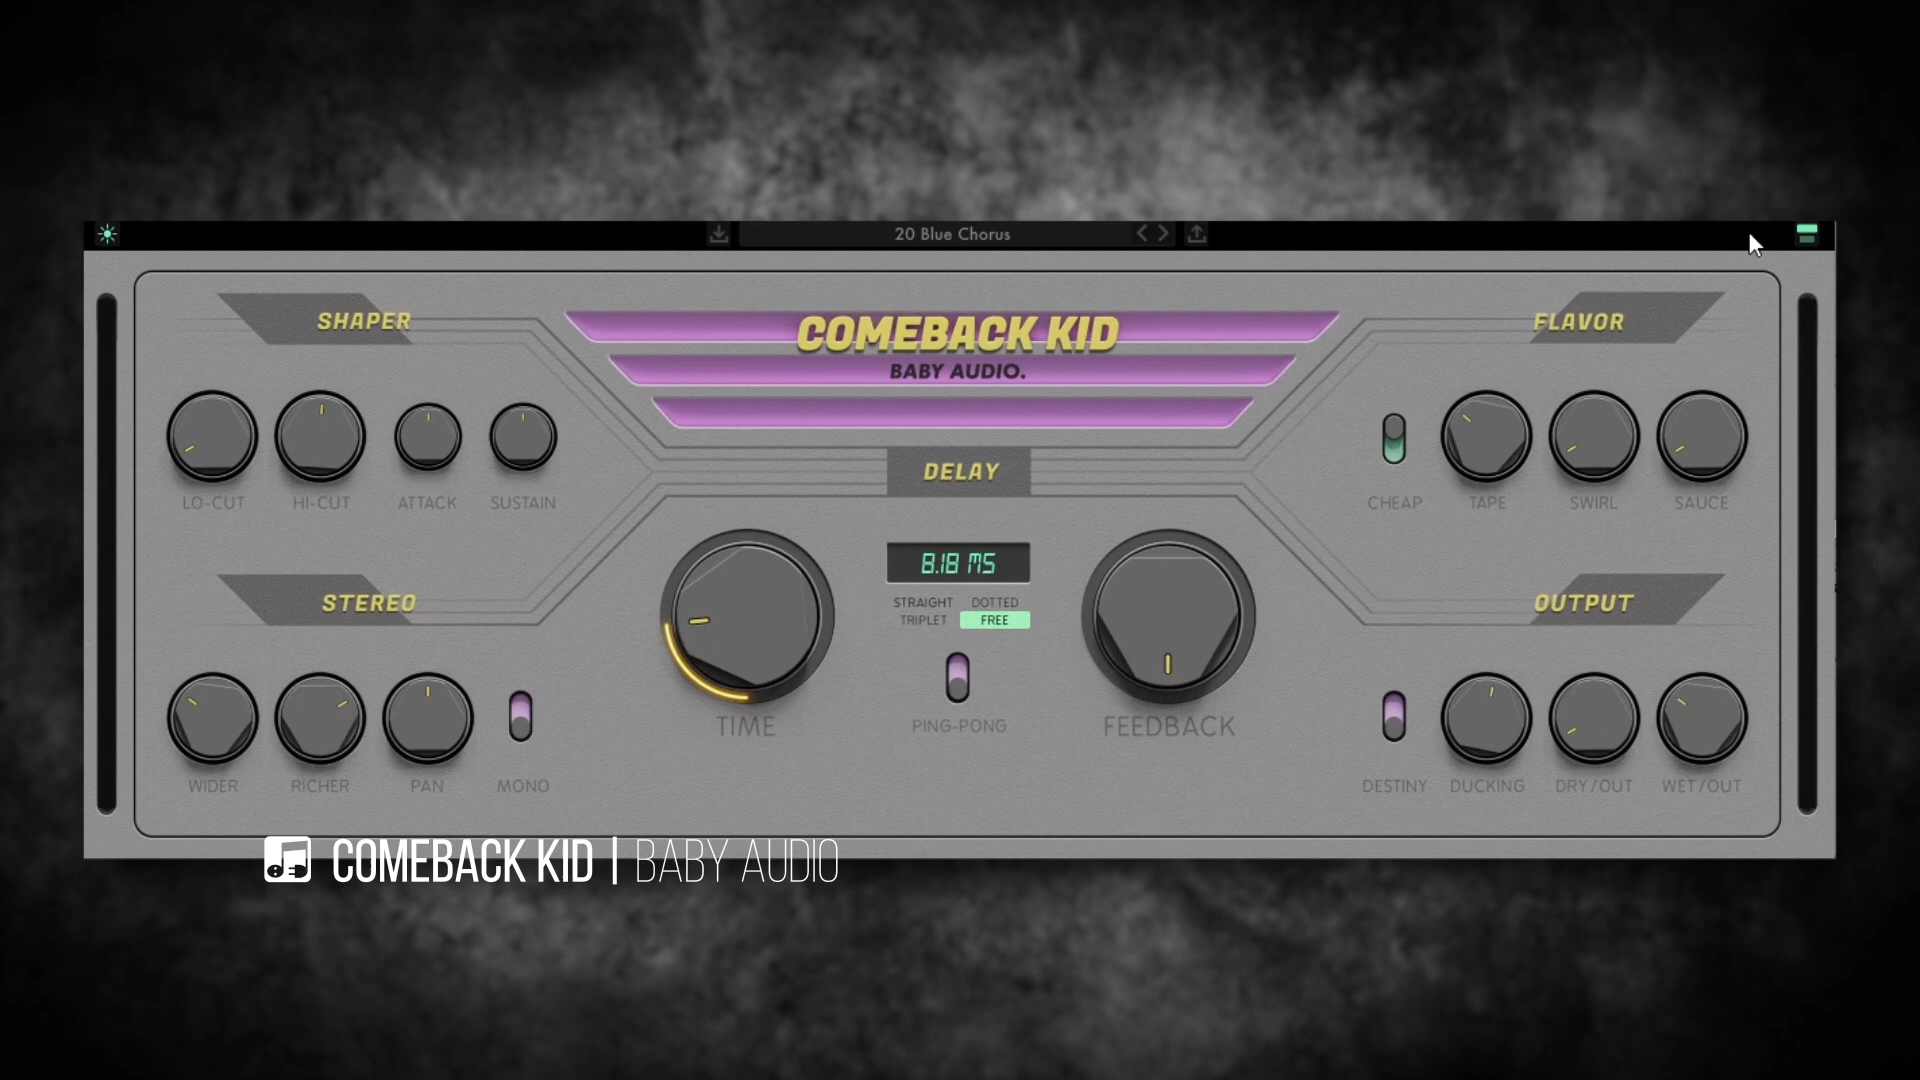 20 Blue Chorus
SHAPER
COMEBACK KID
FLAVOR
BABY AUDIO.
DELAY
LO-CUT HI-CUT ATTACK SUSTAIN
CHEAP TAPE SWIRL SAUCE
8.18 MS
STEREO
STRAIGHT DOTTED
OUTPUT
TRIPLET FREE
TIME PING-PONG FEEDBACK
WIDER RICHER PAN MONO
DESTINY DUCKING DRY/OUT WET/OUT
COMEBACK KID | BABY AUDIO